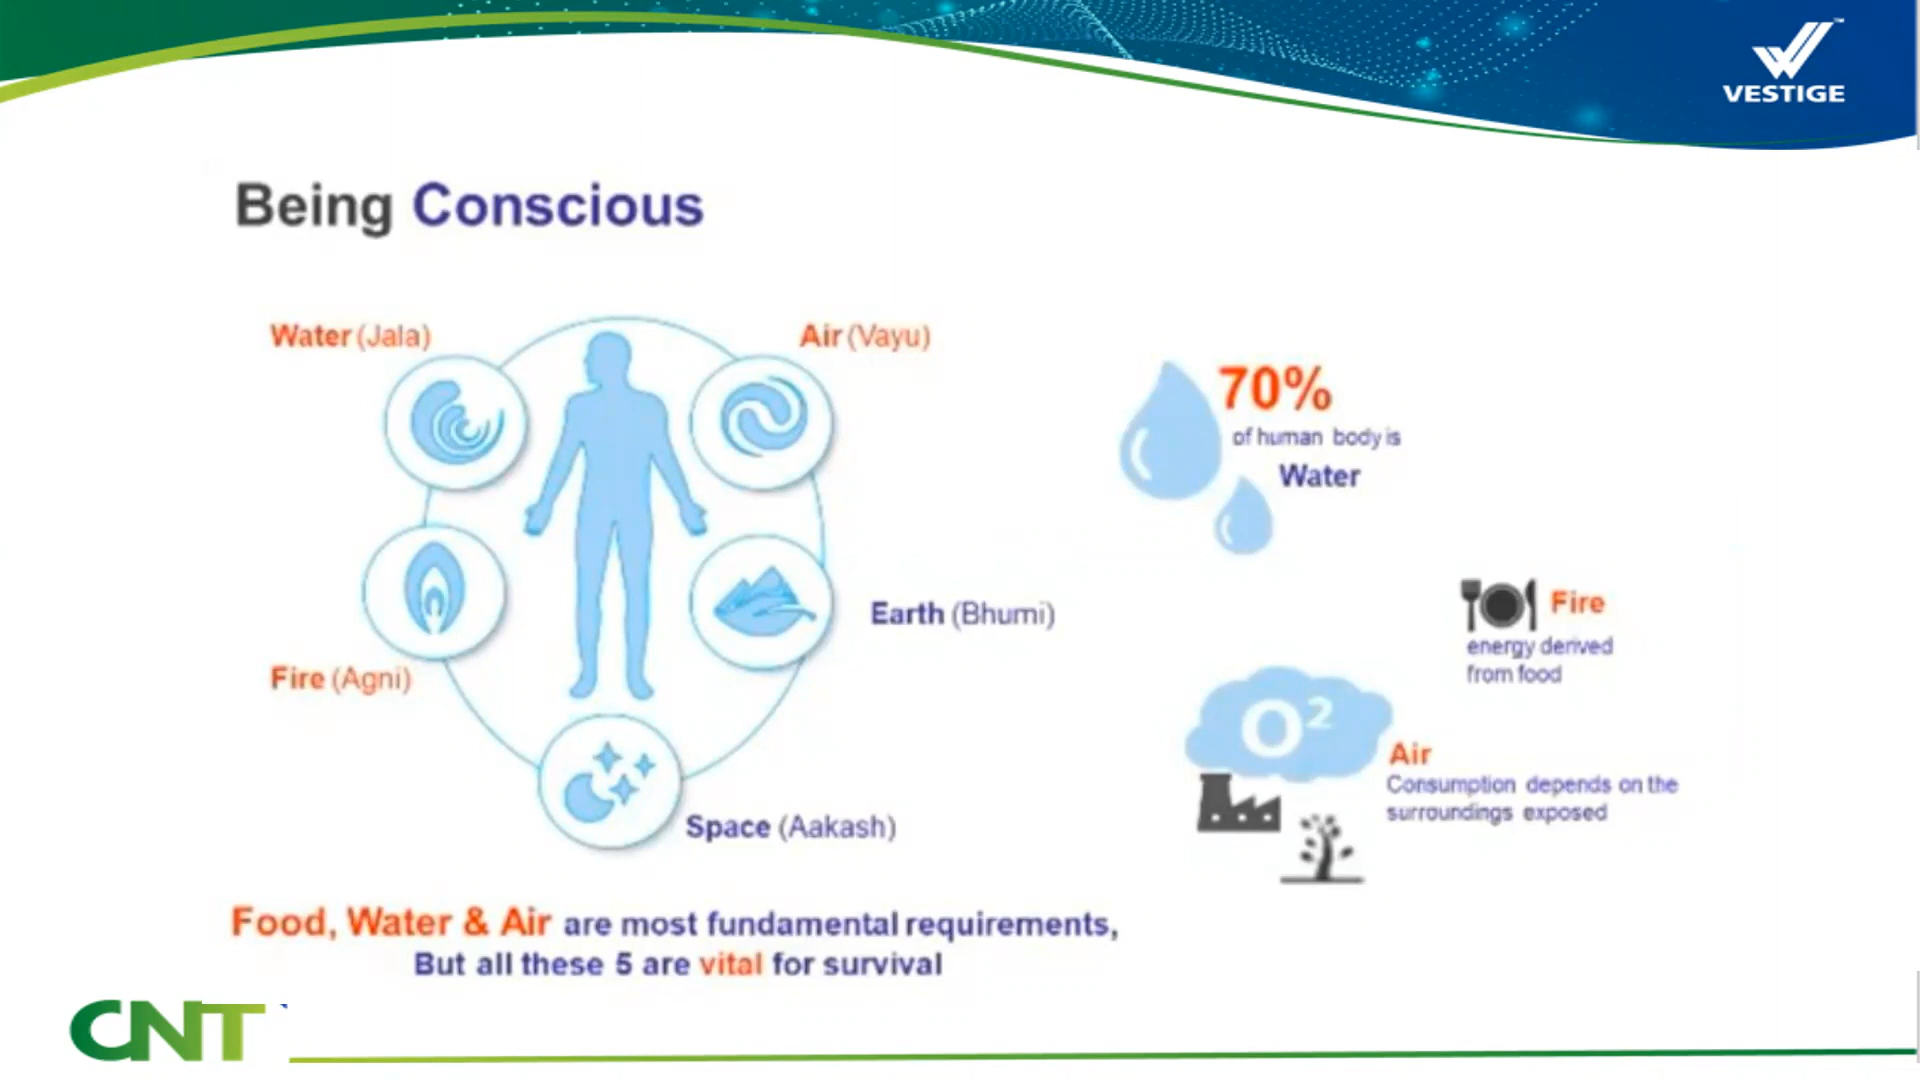 VESTIGE
Being Conscious
Water (Jala)
Air (Vayu)
Earth (Bhumi)
Fire (Agni)
Space (Aakash)
70%
of human body is
Water
Fire
energy derived
from food
O²
Air
Consumption depends on the
surroundings exposed
Food, Water & Air are most fundamental requirements,
But all these 5 are vital for survival
CNT